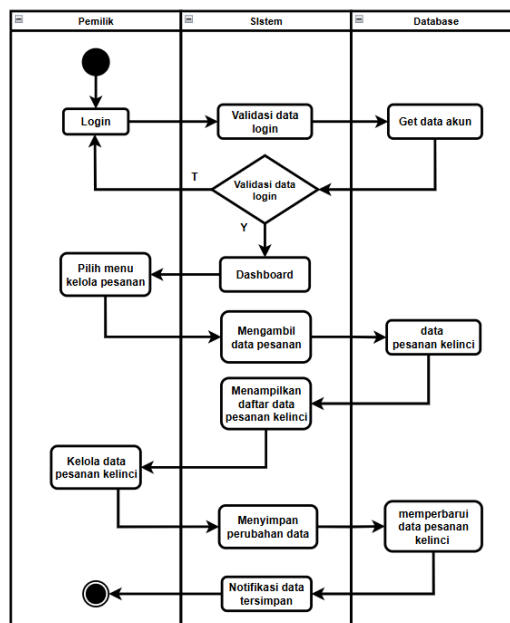 Pemilik
SIstem
Database
Login
Validasi data
login
Get data akun
Validasi data
login
T
Y
Dashboard
Pilih menu
kelola pesanan
Mengambil
data pesanan
data
pesanan kelinci
Menampilkan
daftar data
pesanan kelinci
Kelola data
pesanan kelinci
Menyimpan
perubahan data
memperbarui
data pesanan
kelinci
Notifikasi data
tersimpan